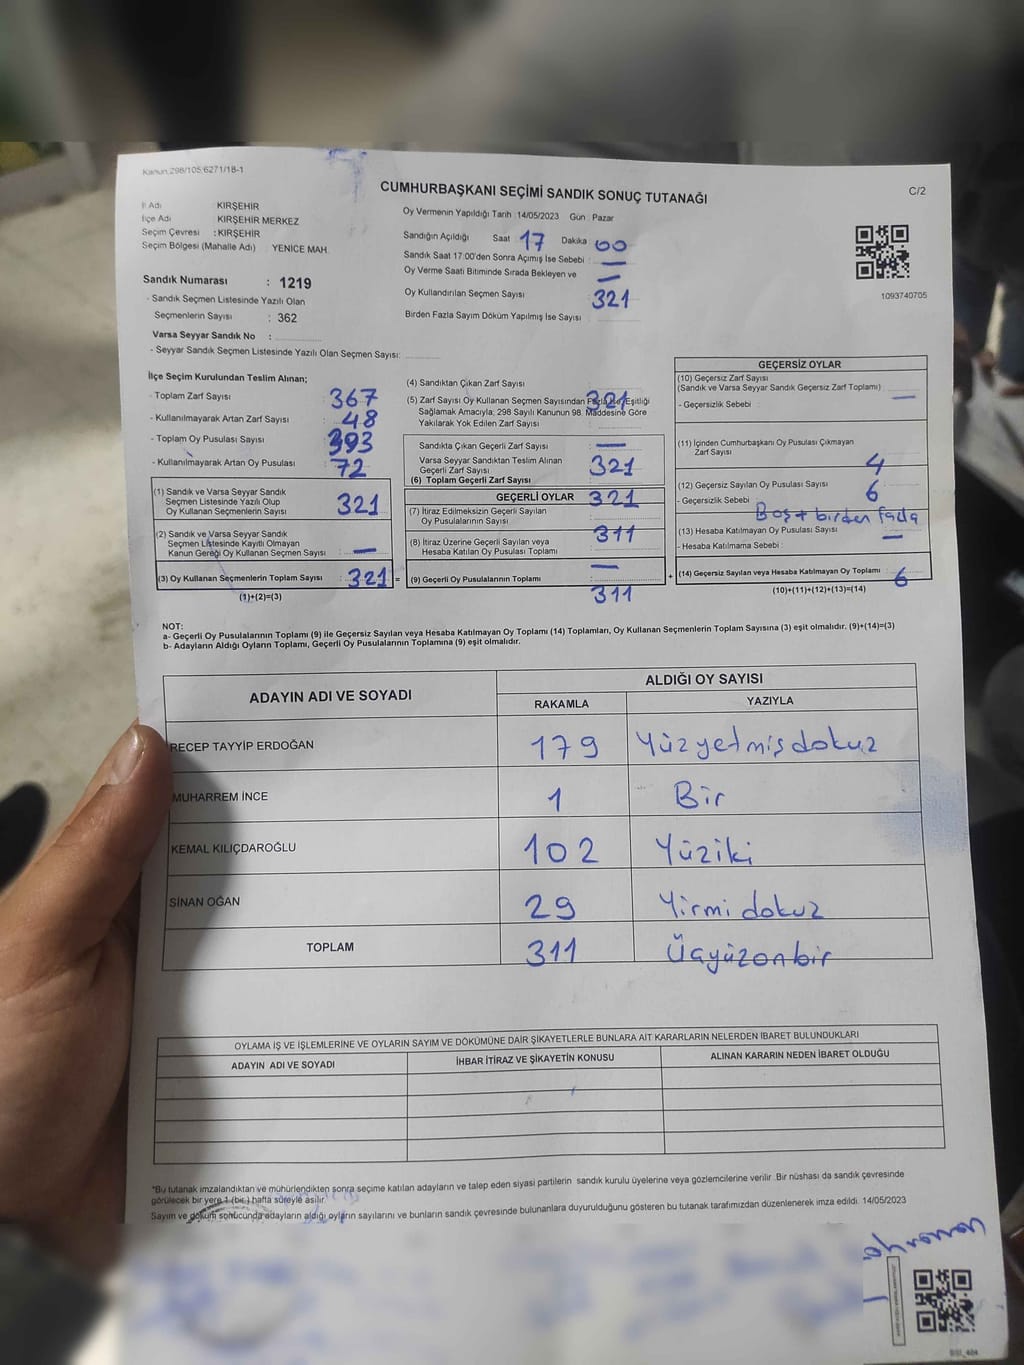 Kanun:298/105;6271/18-1
CUMHURBAŞKANI SEÇİMİ SANDIK SONUÇ TUTANAĞI
C/2
İl Adı KIRŞEHİR
İlçe Adı KIRŞEHİR MERKEZ
Seçim Çevresi : KIRŞEHİR
Seçim Bölgesi (Mahalle Adı) : YENİCE MAH.
Sandık Numarası : 1219
- Sandık Seçmen Listesinde Yazılı Olan
Seçmenlerin Sayısı : 362
Varsa Seyyar Sandık No :
- Seyyar Sandık Seçmen Listesinde Yazılı Olan Seçmen Sayısı:
Oy Vermenin Yapıldığı Tarih :14/05/2023 Gün : Pazar
Sandığın Açıldığı Saat 17 Dakika 00
Sandık Saat 17:00'den Sonra Açılmış İse Sebebi : —
Oy Verme Saati Bitiminde Sırada Bekleyen ve —
Oy Kullandırılan Seçmen Sayısı 321
Birden Fazla Sayım Döküm Yapılmış İse Sayısı :
1093740705
İlçe Seçim Kurulundan Teslim Alınan;
- Toplam Zarf Sayısı : 367
- Kullanılmayarak Artan Zarf Sayısı : 48
- Toplam Oy Pusulası Sayısı : 393
- Kullanılmayarak Artan Oy Pusulası : 72
(1) Sandık ve Varsa Seyyar Sandık
Seçmen Listesinde Yazılı Olup
Oy Kullanan Seçmenlerin Sayısı : 321
(2) Sandık ve Varsa Seyyar Sandık
Seçmen Listesinde Kayıtlı Olmayan
Kanun Gereği Oy Kullanan Seçmen Sayısı : —
(3) Oy Kullanan Seçmenlerin Toplam Sayısı : 321 =
(1)+(2)=(3)
(4) Sandıktan Çıkan Zarf Sayısı
321
(5) Zarf Sayısı Oy Kullanan Seçmen Sayısından Fazla ise, Eşitliği
Sağlamak Amacıyla, 298 Sayılı Kanunun 98. Maddesine Göre
Yakılarak Yok Edilen Zarf Sayısı
—
Sandıkta Çıkan Geçerli Zarf Sayısı
Varsa Seyyar Sandıktan Teslim Alınan
Geçerli Zarf Sayısı 321
(6) Toplam Geçerli Zarf Sayısı
GEÇERLİ OYLAR 321
(7) İtiraz Edilmeksizin Geçerli Sayılan
Oy Pusulalarının Sayısı
311
(8) İtiraz Üzerine Geçerli Sayılan veya
Hesaba Katılan Oy Pusulası Toplamı
—
(9) Geçerli Oy Pusulalarının Toplamı : +
311
GEÇERSİZ OYLAR
(10) Geçersiz Zarf Sayısı
(Sandık ve Varsa Seyyar Sandık Geçersiz Zarf Toplamı)
- Geçersizlik Sebebi : —
(11) İçinden Cumhurbaşkanı Oy Pusulası Çıkmayan
Zarf Sayısı
4
(12) Geçersiz Sayılan Oy Pusulası Sayısı : 6
- Geçersizlik Sebebi
Boş + birden fazla
(13) Hesaba Katılmayan Oy Pusulası Sayısı : —
- Hesaba Katılmama Sebebi :
(14) Geçersiz Sayılan veya Hesaba Katılmayan Oy Toplamı : 6
(10)+(11)+(12)+(13)=(14)
NOT:
a- Geçerli Oy Pusulalarının Toplamı (9) ile Geçersiz Sayılan veya Hesaba Katılmayan Oy Toplamı (14) Toplamları, Oy Kullanan Seçmenlerin Toplam Sayısına (3) eşit olmalıdır. (9)+(14)=(3)
b- Adayların Aldığı Oyların Toplamı, Geçerli Oy Pusulalarının Toplamına (9) eşit olmalıdır.
ADAYIN ADI VE SOYADI
ALDIĞI OY SAYISI
RAKAMLA YAZIYLA
RECEP TAYYİP ERDOĞAN 179 Yüzyetmişdokuz
MUHARREM İNCE 1 Bir
KEMAL KILIÇDAROĞLU 102 Yüziki
SİNAN OĞAN 29 Yirmi dokuz
TOPLAM 311 Üçyüzonbir
OYLAMA İŞ VE İŞLEMLERİNE VE OYLARIN SAYIM VE DÖKÜMÜNE DAİR ŞİKAYETLERLE BUNLARA AİT KARARLARIN NELERDEN İBARET BULUNDUKLARI
ADAYIN ADI VE SOYADI İHBAR İTİRAZ VE ŞİKAYETİN KONUSU ALINAN KARARIN NEDEN İBARET OLDUĞU
*Bu tutanak imzalandıktan ve mühürlendikten sonra seçime katılan adayların ve talep eden siyasi partilerin sandık kurulu üyelerine veya gözlemcilerine verilir. Bir nüshası da sandık çevresinde
görülecek bir yere 1 (bir) hafta süreyle asılır.
Sayım ve döküm sonucunda adayların aldığı oyların sayılarını ve bunların sandık çevresinde bulunanlara duyurulduğunu gösteren bu tutanak tarafımızdan düzenlenerek imza edildi. 14/05/2023